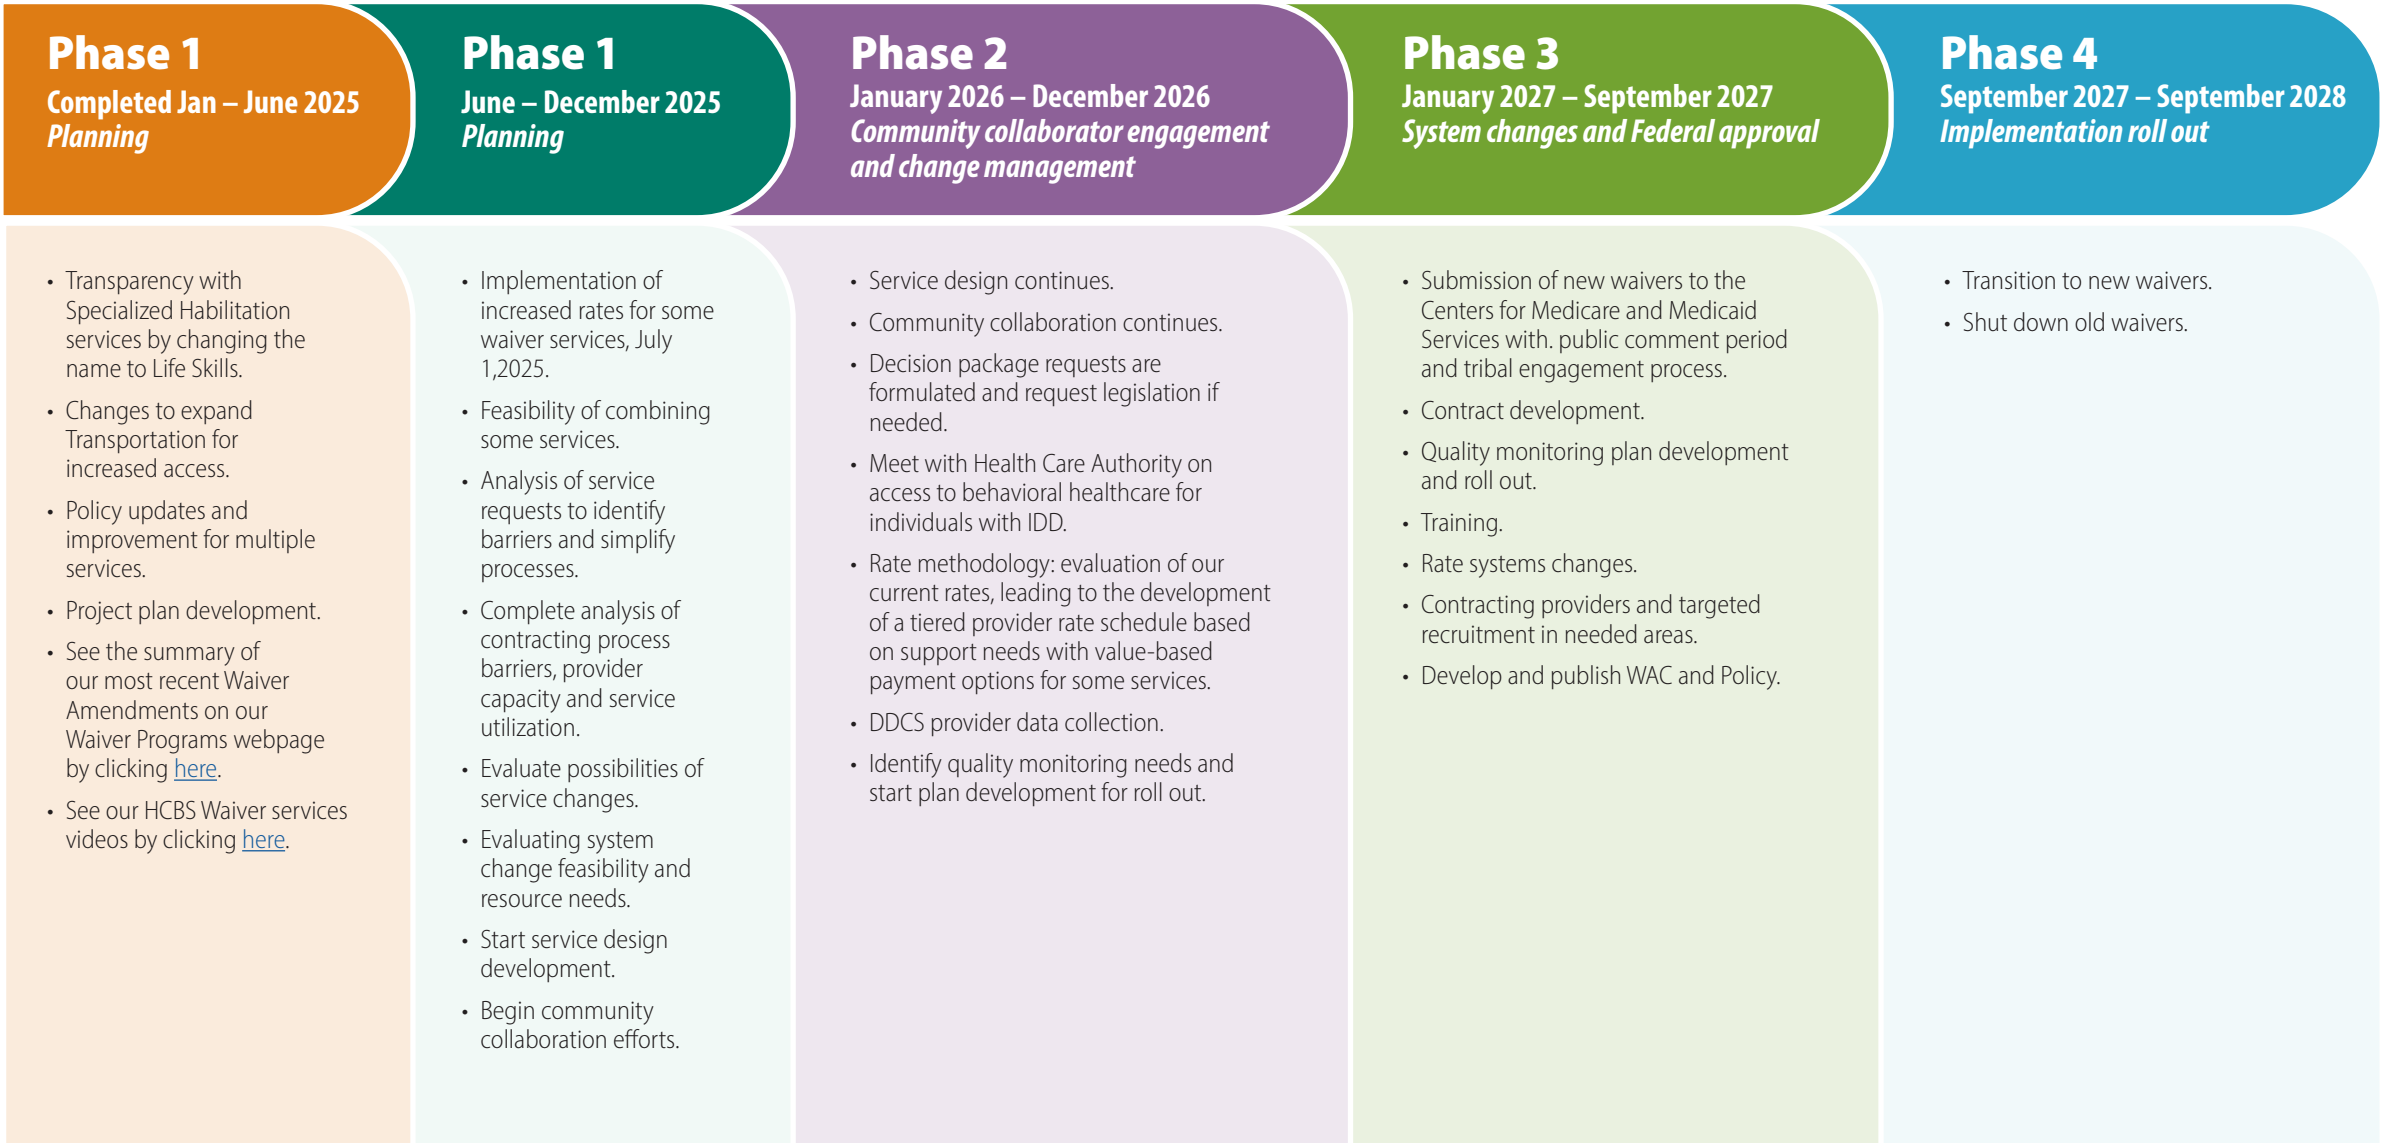 Phase 1
Completed Jan – June 2025
Planning
• Transparency with
Specialized Habilitation
services by changing the
name to Life Skills.
• Changes to expand
Transportation for
increased access.
• Policy updates and
improvement for multiple
services.
• Project plan development.
• See the summary of
our most recent Waiver
Amendments on our
Waiver Programs webpage
by clicking here.
• See our HCBS Waiver services
videos by clicking here.
Phase 1
June – December 2025
Planning
• Implementation of
increased rates for some
waiver services, July
1,2025.
• Feasibility of combining
some services.
• Analysis of service
requests to identify
barriers and simplify
processes.
• Complete analysis of
contracting process
barriers, provider
capacity and service
utilization.
• Evaluate possibilities of
service changes.
• Evaluating system
change feasibility and
resource needs.
• Start service design
development.
• Begin community
collaboration efforts.
Phase 2
January 2026 – December 2026
Community collaborator engagement
and change management
• Service design continues.
• Community collaboration continues.
• Decision package requests are
formulated and request legislation if
needed.
• Meet with Health Care Authority on
access to behavioral healthcare for
individuals with IDD.
• Rate methodology: evaluation of our
current rates, leading to the development
of a tiered provider rate schedule based
on support needs with value-based
payment options for some services.
• DDCS provider data collection.
• Identify quality monitoring needs and
start plan development for roll out.
Phase 3
January 2027 – September 2027
System changes and Federal approval
• Submission of new waivers to the
Centers for Medicare and Medicaid
Services with. public comment period
and tribal engagement process.
• Contract development.
• Quality monitoring plan development
and roll out.
• Training.
• Rate systems changes.
• Contracting providers and targeted
recruitment in needed areas.
• Develop and publish WAC and Policy.
Phase 4
September 2027 – September 2028
Implementation roll out
• Transition to new waivers.
• Shut down old waivers.